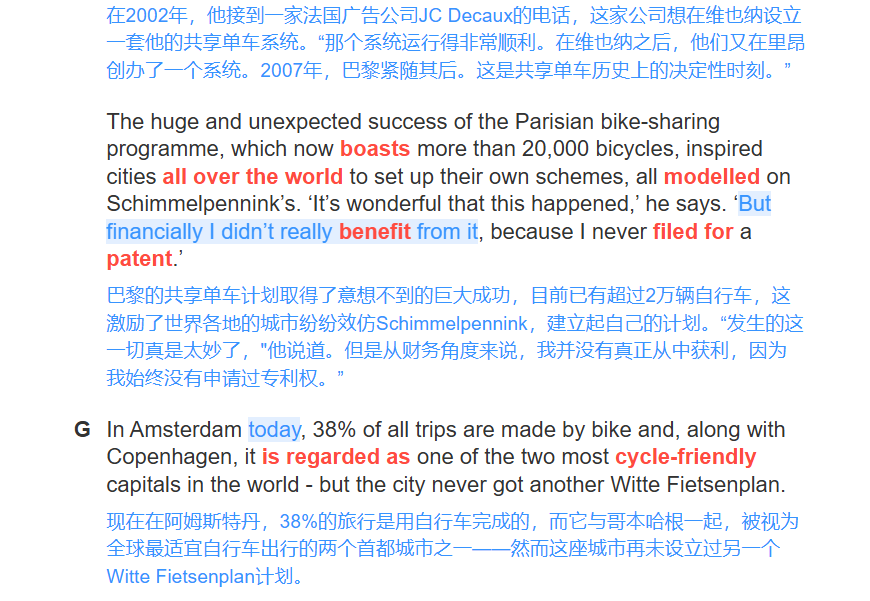 在2002年，他接到一家法国广告公司JC Decaux的电话，这家公司想在维也纳设立
一套他的共享单车系统。“那个系统运行得非常顺利。在维也纳之后，他们又在里昂
创办了一个系统。2007年，巴黎紧随其后。这是共享单车历史上的决定性时刻。”
The huge and unexpected success of the Parisian bike-sharing
programme, which now boasts more than 20,000 bicycles, inspired
cities all over the world to set up their own schemes, all modelled on
Schimmelpennink’s. ‘It’s wonderful that this happened,’ he says. ‘But
financially I didn’t really benefit from it, because I never filed for a
patent.’
巴黎的共享单车计划取得了意想不到的巨大成功，目前已有超过2万辆自行车，这
激励了世界各地的城市纷纷效仿Schimmelpennink，建立起自己的计划。“发生的这
一切真是太妙了，"他说道。但是从财务角度来说，我并没有真正从中获利，因为
我始终没有申请过专利权。”
G In Amsterdam today, 38% of all trips are made by bike and, along with
Copenhagen, it is regarded as one of the two most cycle-friendly
capitals in the world - but the city never got another Witte Fietsenplan.
现在在阿姆斯特丹，38%的旅行是用自行车完成的，而它与哥本哈根一起，被视为
全球最适宜自行车出行的两个首都城市之一——然而这座城市再未设立过另一个
Witte Fietsenplan计划。